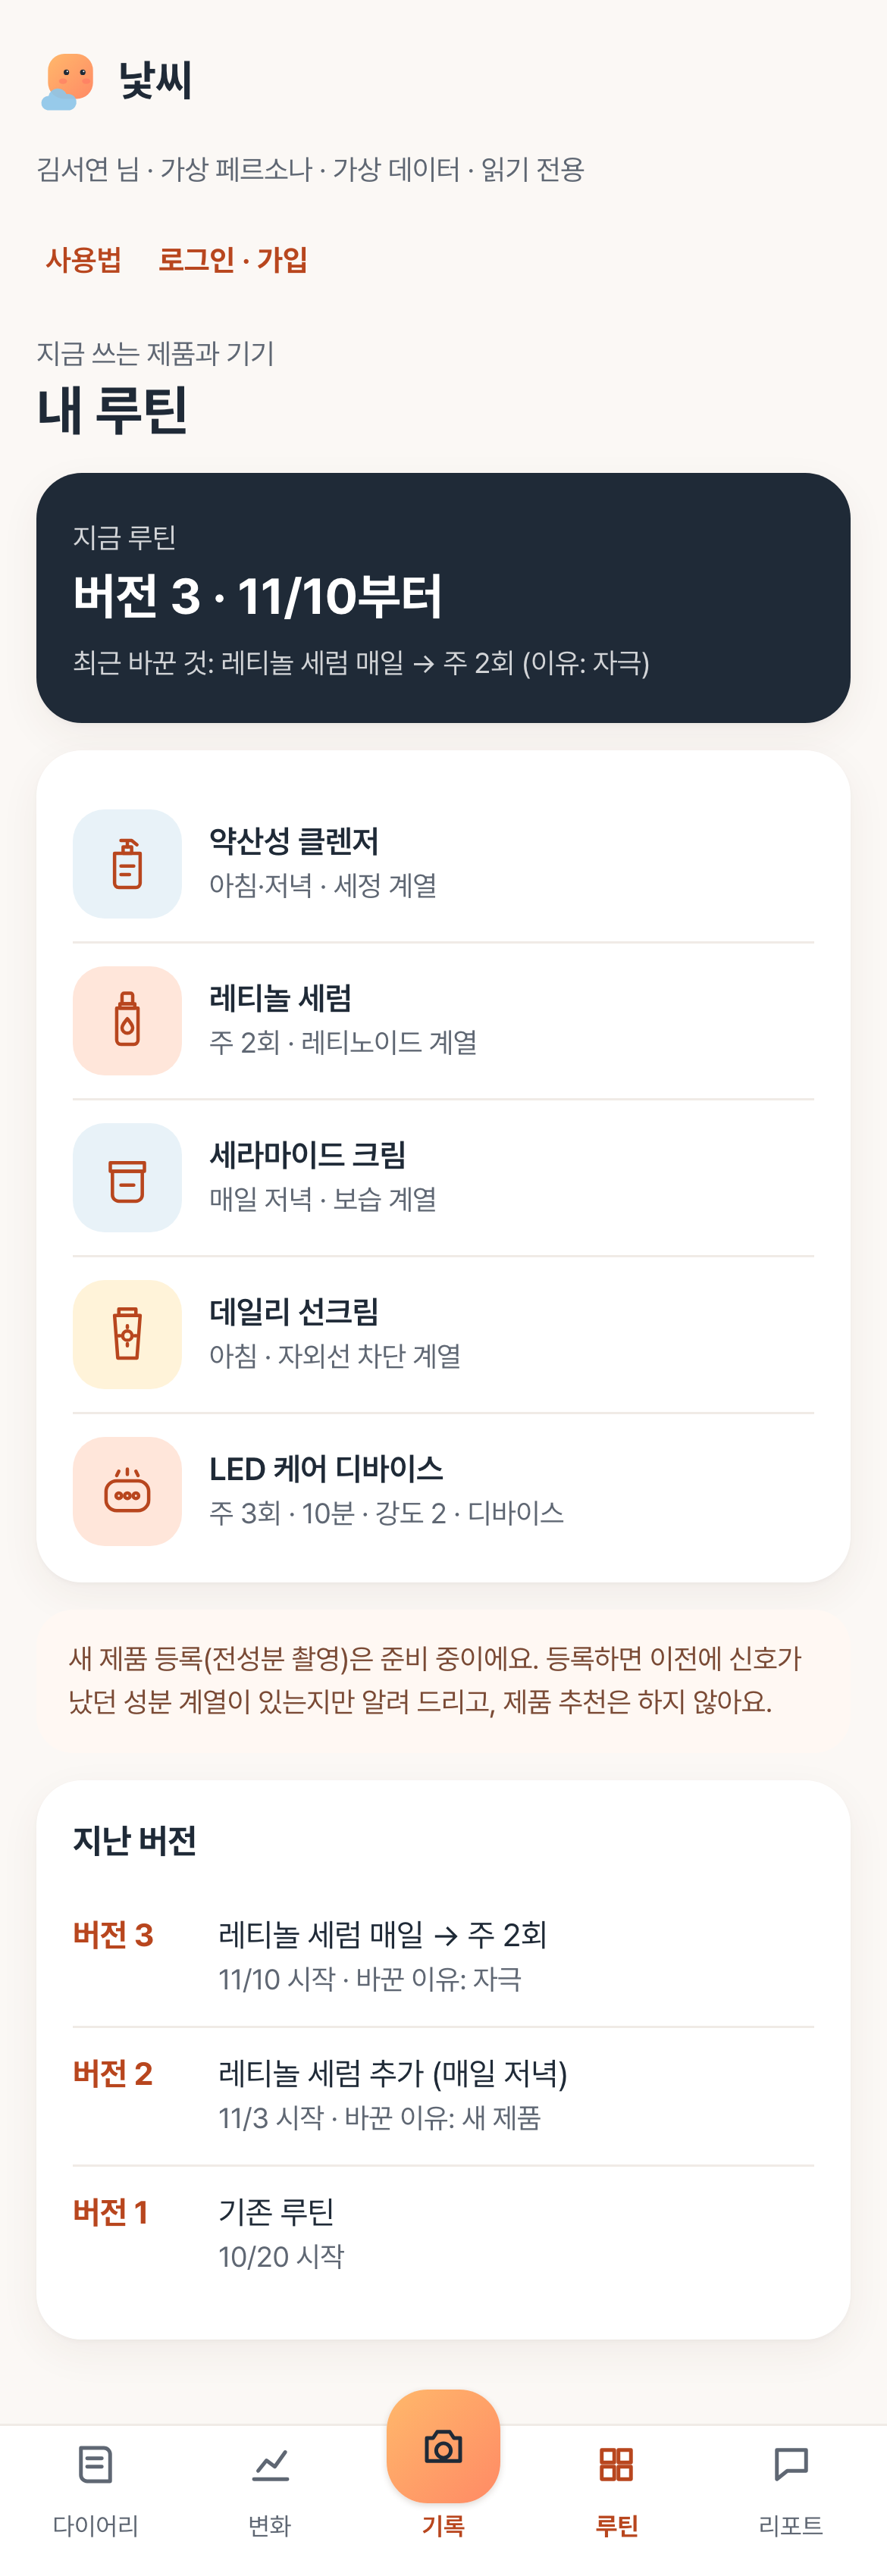 낯씨
김서연 님 · 가상 페르소나 · 가상 데이터 · 읽기 전용
사용법 로그인 · 가입
지금 쓰는 제품과 기기
내 루틴
지금 루틴
버전 3 · 11/10부터
최근 바꾼 것: 레티놀 세럼 매일 → 주 2회 (이유: 자극)
약산성 클렌저
아침·저녁 · 세정 계열
레티놀 세럼
주 2회 · 레티노이드 계열
세라마이드 크림
매일 저녁 · 보습 계열
데일리 선크림
아침 · 자외선 차단 계열
LED 케어 디바이스
주 3회 · 10분 · 강도 2 · 디바이스
새 제품 등록(전성분 촬영)은 준비 중이에요. 등록하면 이전에 신호가
났던 성분 계열이 있는지만 알려 드리고, 제품 추천은 하지 않아요.
지난 버전
버전 3 레티놀 세럼 매일 → 주 2회
11/10 시작 · 바꾼 이유: 자극
버전 2 레티놀 세럼 추가 (매일 저녁)
11/3 시작 · 바꾼 이유: 새 제품
버전 1 기존 루틴
10/20 시작
다이어리 변화 기록 루틴 리포트